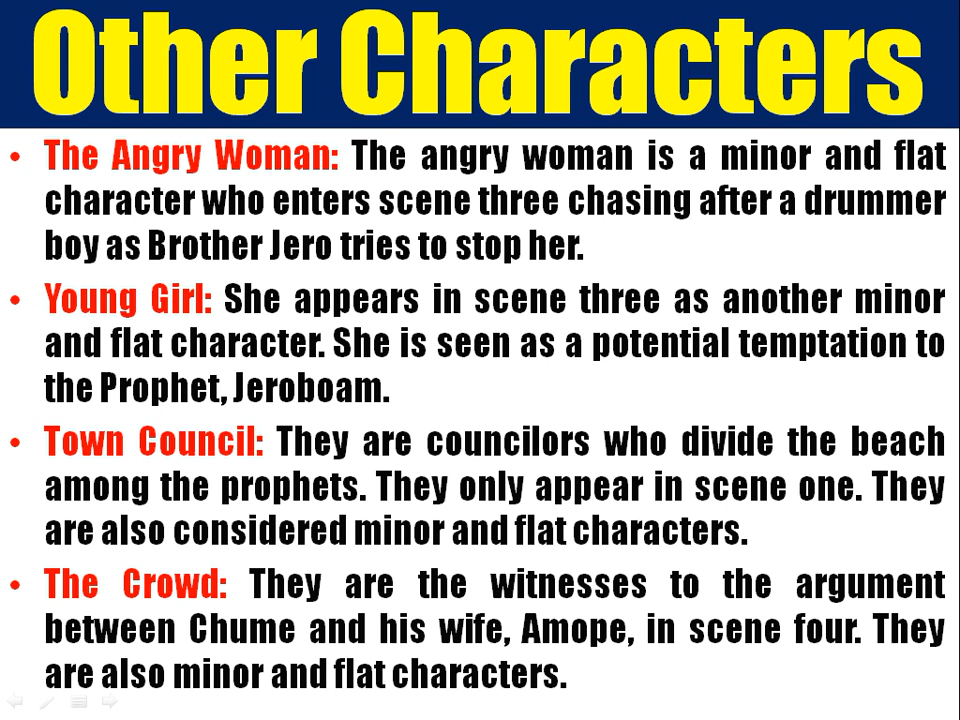 Other Characters
• The Angry Woman: The angry woman is a minor and flat
character who enters scene three chasing after a drummer
boy as Brother Jero tries to stop her.
• Young Girl: She appears in scene three as another minor
and flat character. She is seen as a potential temptation to
the Prophet, Jeroboam.
• Town Council: They are councilors who divide the beach
among the prophets. They only appear in scene one. They
are also considered minor and flat characters.
• The Crowd: They are the witnesses to the argument
between Chume and his wife, Amope, in scene four. They
are also minor and flat characters.